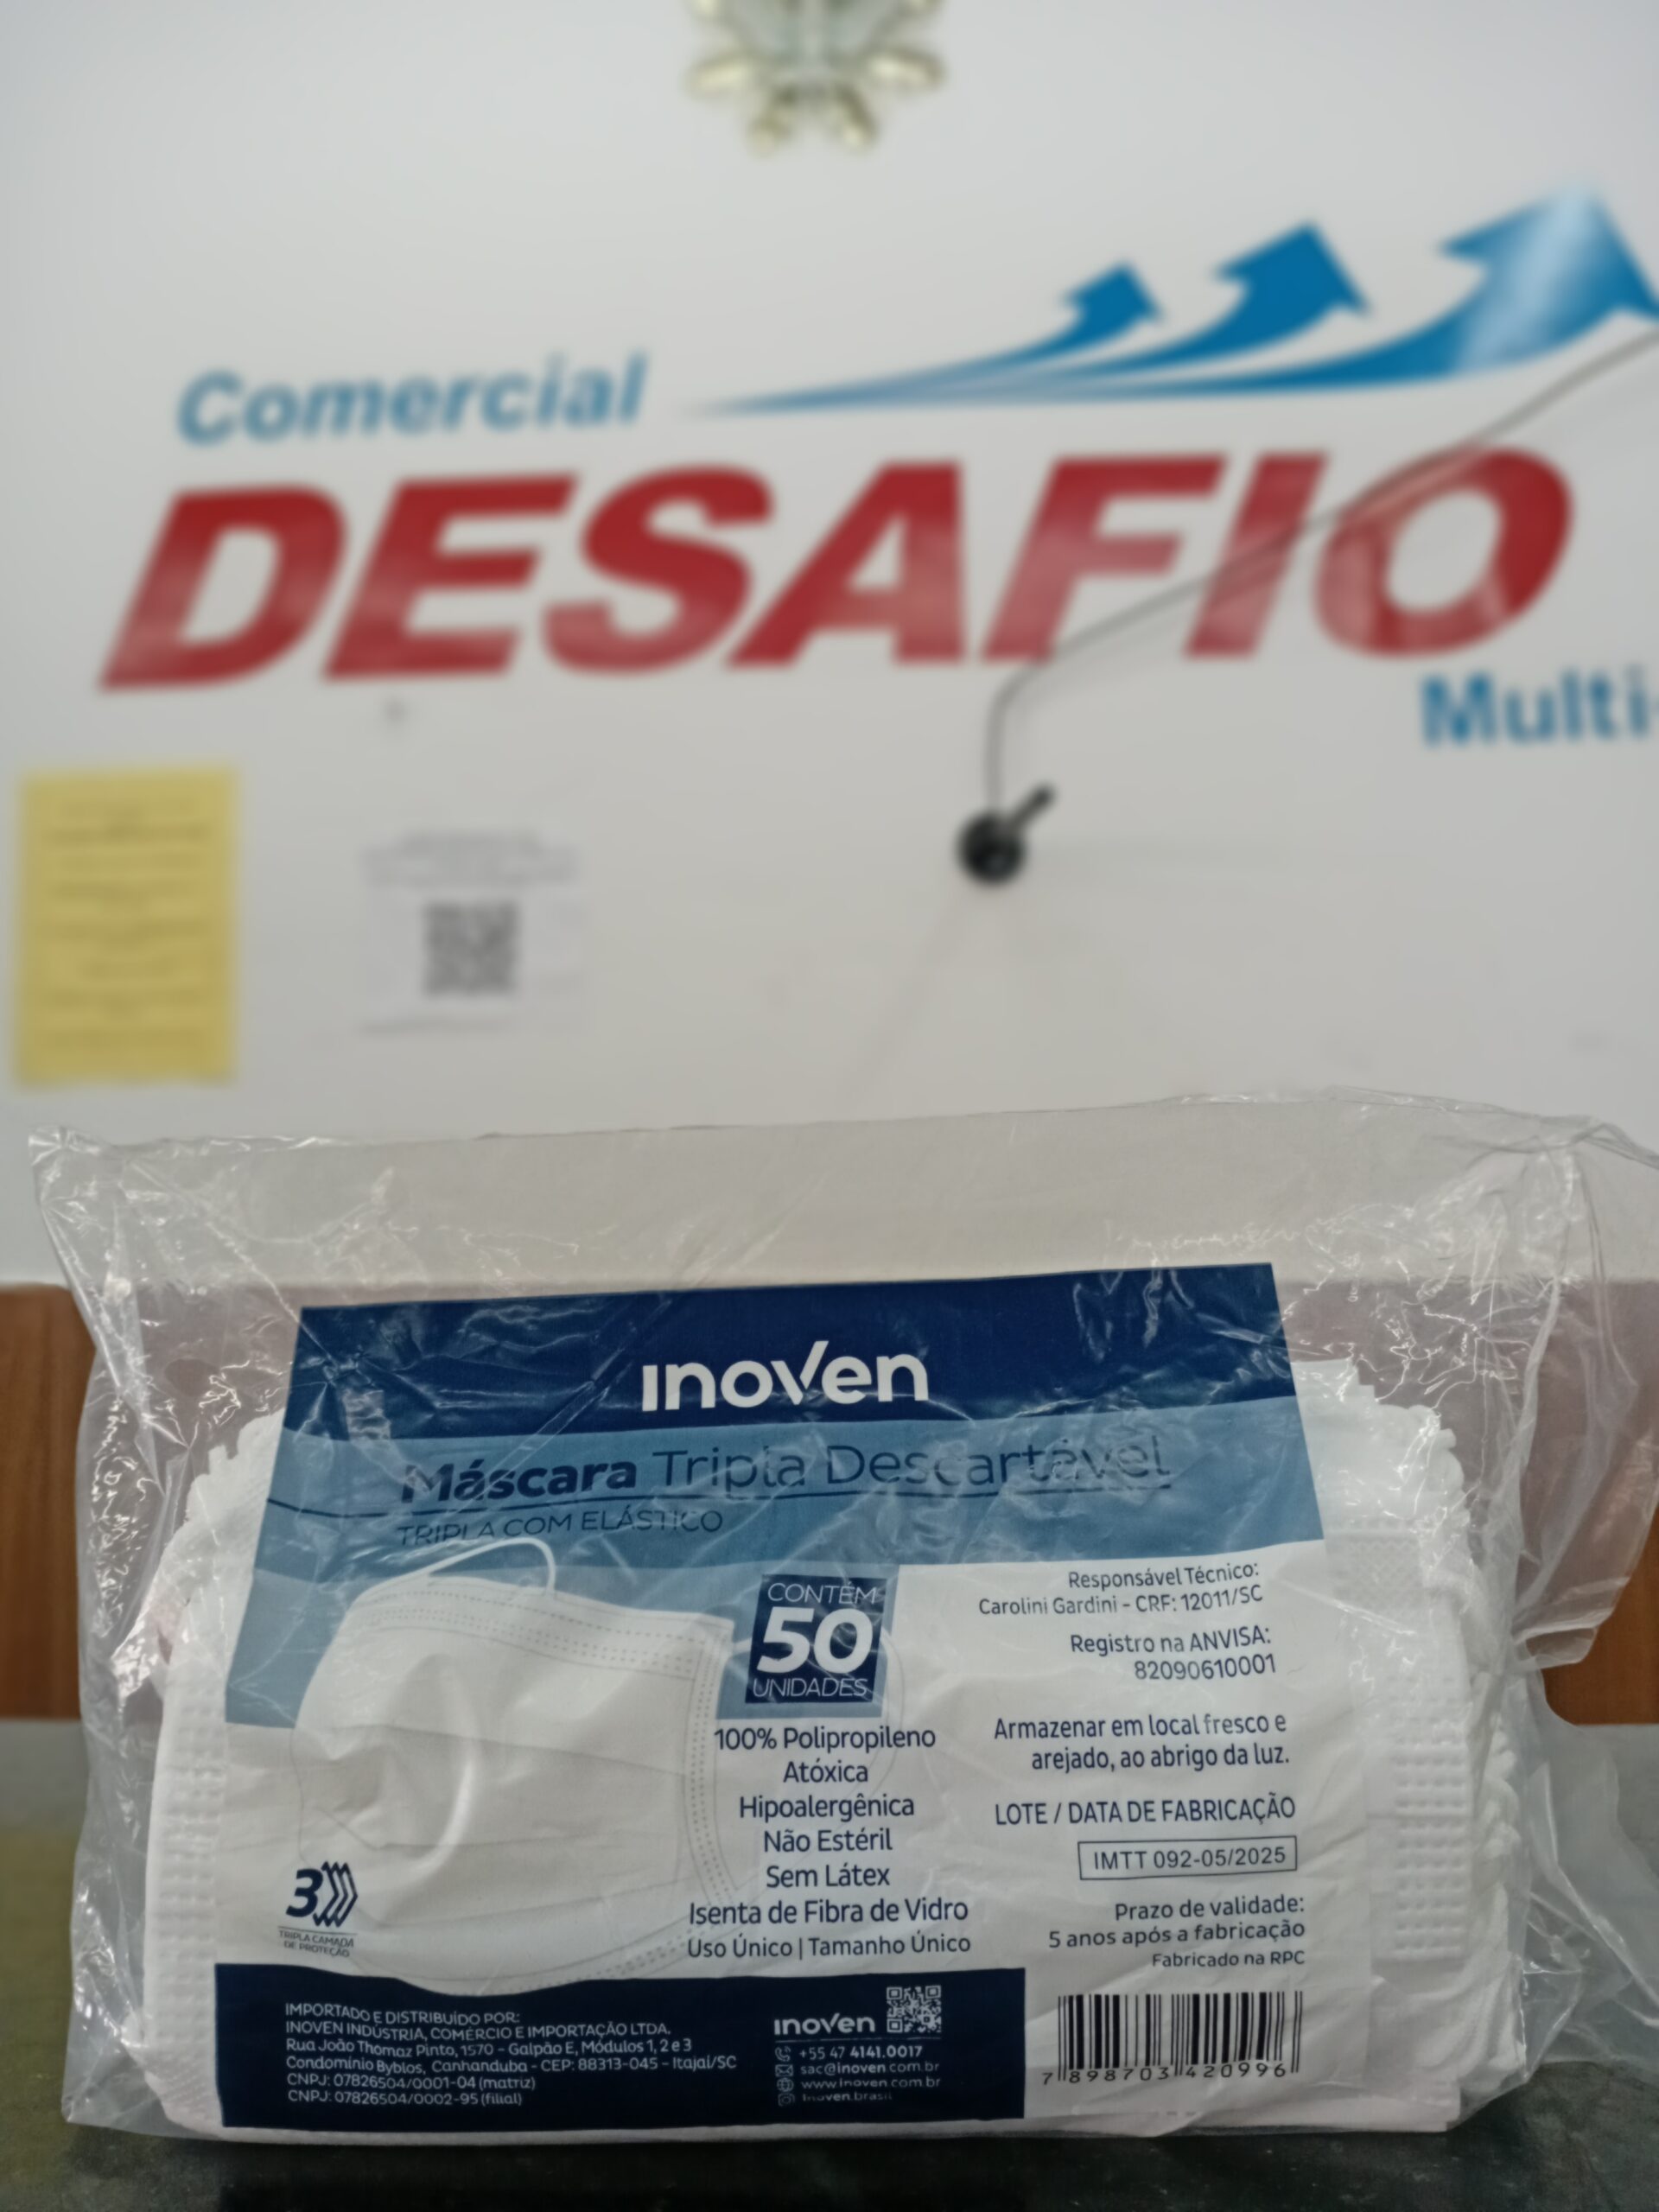 Comercial
DESAFIO
Multi-
inoven
Máscara Tripla Descartável
TRIPLA COM ELÁSTICO
CONTÉM
50
UNIDADES
100% Polipropileno
Atóxica
Hipoalergênica
Não Estéril
Sem Látex
Isenta de Fibra de Vidro
Uso Único | Tamanho Único
3
TRIPLA CAMADA
DE PROTEÇÃO
Responsável Técnico:
Carolini Gardini - CRF: 12011/SC
Registro na ANVISA:
82090610001
Armazenar em local fresco e
arejado, ao abrigo da luz.
LOTE / DATA DE FABRICAÇÃO
IMTT 092-05/2025
Prazo de validade:
5 anos após a fabricação
Fabricado na RPC
IMPORTADO E DISTRIBUÍDO POR:
INOVEN INDÚSTRIA, COMÉRCIO E IMPORTAÇÃO LTDA.
Rua João Thomaz Pinto, 1570 - Galpão E, Módulos 1, 2 e 3
Condomínio Byblos, Canhanduba - CEP: 88313-045 - Itajaí/SC
CNPJ: 07826504/0001-04 (matriz)
CNPJ: 07826504/0002-95 (filial)
inoven
+55 47 4141.0017
sac@inoven.com.br
www.inoven.com.br
inoven.brasil
7 898703 420996